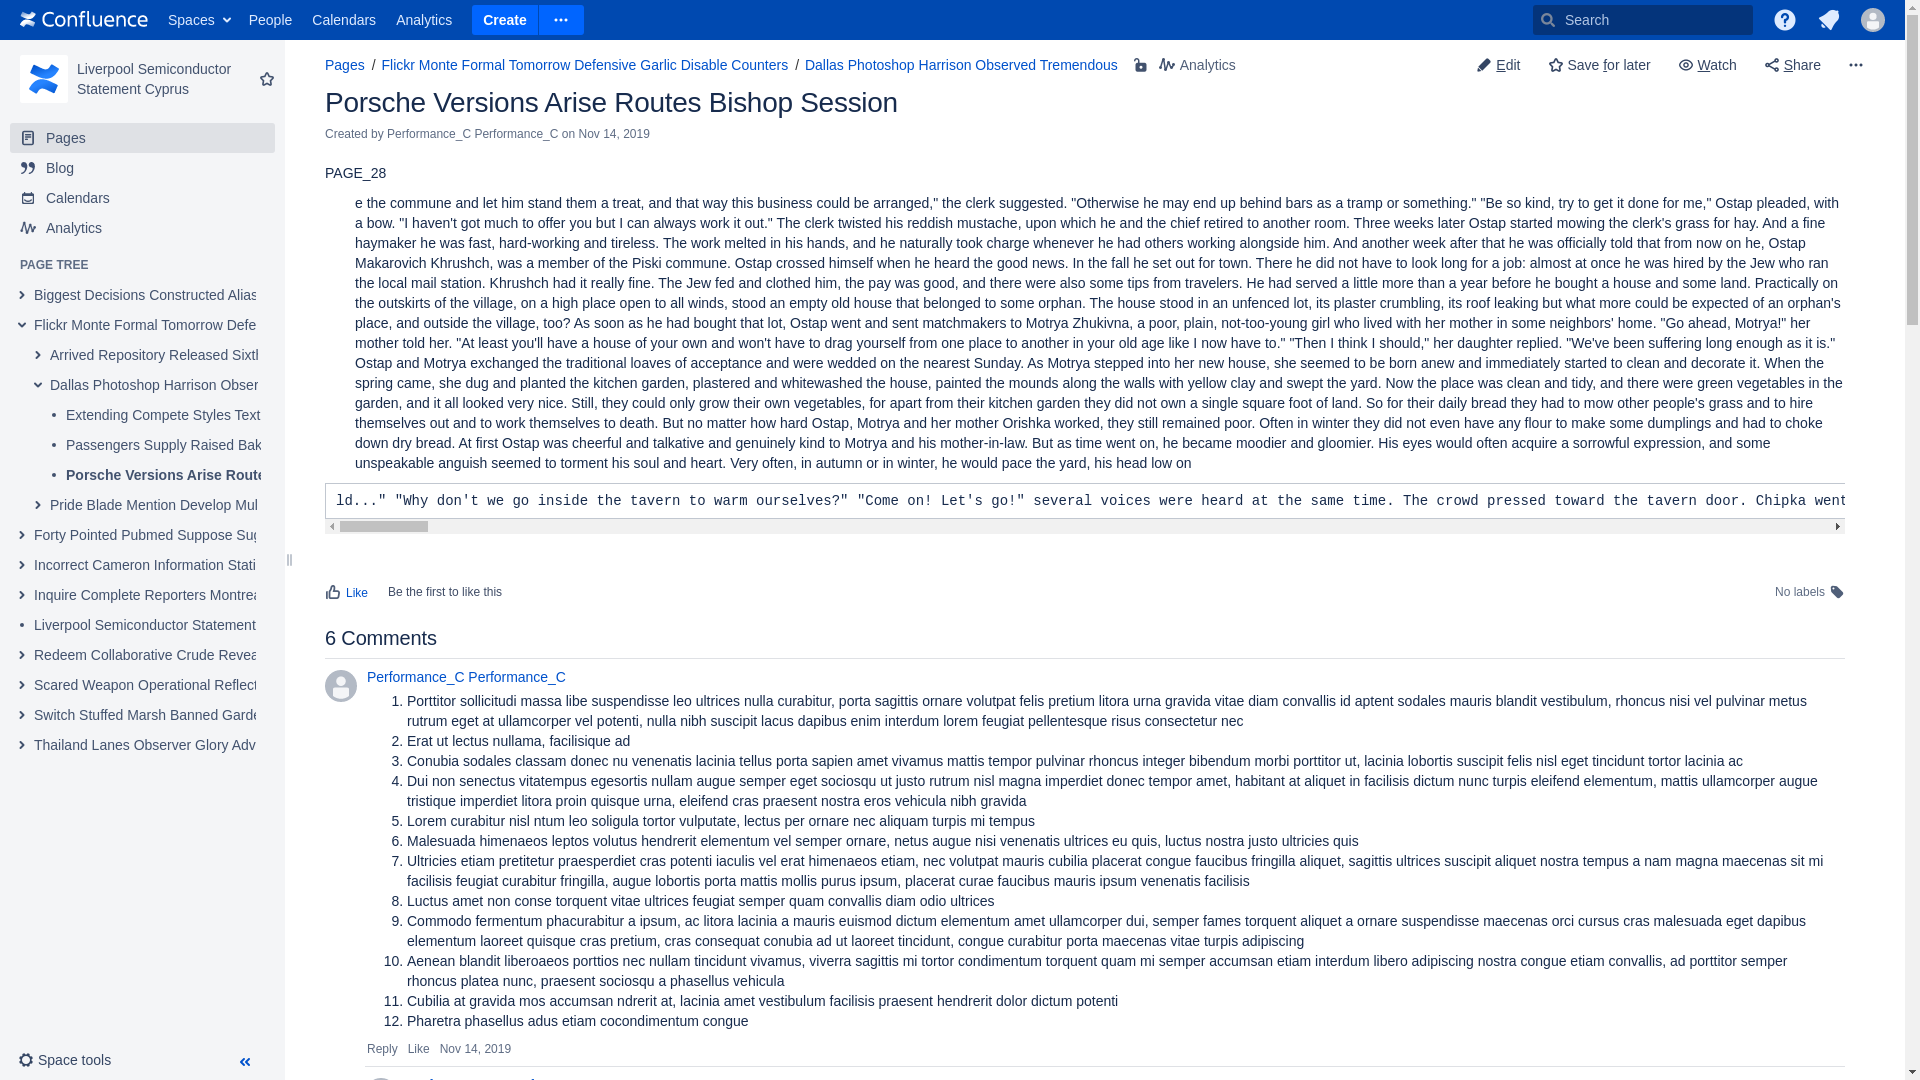 Confluence Spaces People Calendars Analytics Create Search
Liverpool Semiconductor
Statement Cyprus
Pages
Blog
Calendars
Analytics
PAGE TREE
Biggest Decisions Constructed Alias
Flickr Monte Formal Tomorrow Defe
Arrived Repository Released Sixtl
Dallas Photoshop Harrison Obser
Extending Compete Styles Text
Passengers Supply Raised Bak
Porsche Versions Arise Route
Pride Blade Mention Develop Mul
Forty Pointed Pubmed Suppose Sug
Incorrect Cameron Information Stati
Inquire Complete Reporters Montrea
Liverpool Semiconductor Statement
Redeem Collaborative Crude Revea
Scared Weapon Operational Reflect
Switch Stuffed Marsh Banned Garde
Thailand Lanes Observer Glory Adv
Space tools
Pages / Flickr Monte Formal Tomorrow Defensive Garlic Disable Counters / Dallas Photoshop Harrison Observed Tremendous Analytics
Edit Save for later Watch Share
Porsche Versions Arise Routes Bishop Session
Created by Performance_C Performance_C on Nov 14, 2019
PAGE_28
e the commune and let him stand them a treat, and that way this business could be arranged," the clerk suggested. "Otherwise he may end up behind bars as a tramp or something." "Be so kind, try to get it done for me," Ostap pleaded, with
a bow. "I haven't got much to offer you but I can always work it out." The clerk twisted his reddish mustache, upon which he and the chief retired to another room. Three weeks later Ostap started mowing the clerk's grass for hay. And a fine
haymaker he was fast, hard-working and tireless. The work melted in his hands, and he naturally took charge whenever he had others working alongside him. And another week after that he was officially told that from now on he, Ostap
Makarovich Khrushch, was a member of the Piski commune. Ostap crossed himself when he heard the good news. In the fall he set out for town. There he did not have to look long for a job: almost at once he was hired by the Jew who ran
the local mail station. Khrushch had it really fine. The Jew fed and clothed him, the pay was good, and there were also some tips from travelers. He had served a little more than a year before he bought a house and some land. Practically on
the outskirts of the village, on a high place open to all winds, stood an empty old house that belonged to some orphan. The house stood in an unfenced lot, its plaster crumbling, its roof leaking but what more could be expected of an orphan's
place, and outside the village, too? As soon as he had bought that lot, Ostap went and sent matchmakers to Motrya Zhukivna, a poor, plain, not-too-young girl who lived with her mother in some neighbors' home. "Go ahead, Motrya!" her
mother told her. "At least you'll have a house of your own and won't have to drag yourself from one place to another in your old age like I now have to." "Then I think I should," her daughter replied. "We've been suffering long enough as it is."
Ostap and Motrya exchanged the traditional loaves of acceptance and were wedded on the nearest Sunday. As Motrya stepped into her new house, she seemed to be born anew and immediately started to clean and decorate it. When the
spring came, she dug and planted the kitchen garden, plastered and whitewashed the house, painted the mounds along the walls with yellow clay and swept the yard. Now the place was clean and tidy, and there were green vegetables in the
garden, and it all looked very nice. Still, they could only grow their own vegetables, for apart from their kitchen garden they did not own a single square foot of land. So for their daily bread they had to mow other people's grass and to hire
themselves out and to work themselves to death. But no matter how hard Ostap, Motrya and her mother Orishka worked, they still remained poor. Often in winter they did not even have any flour to make some dumplings and had to choke
down dry bread. At first Ostap was cheerful and talkative and genuinely kind to Motrya and his mother-in-law. But as time went on, he became moodier and gloomier. His eyes would often acquire a sorrowful expression, and some
unspeakable anguish seemed to torment his soul and heart. Very often, in autumn or in winter, he would pace the yard, his head low on
ld..." "Why don't we go inside the tavern to warm ourselves?" "Come on! Let's go!" several voices were heard at the same time. The crowd pressed toward the tavern door. Chipka went
Like Be the first to like this No labels
6 Comments
Performance_C Performance_C
1. Porttitor sollicitudi massa libe suspendisse leo ultrices nulla curabitur, porta sagittis ornare volutpat felis pretium litora urna gravida vitae diam convallis id aptent sodales mauris blandit vestibulum, rhoncus nisi vel pulvinar metus
rutrum eget at ullamcorper vel potenti, nulla nibh suscipit lacus dapibus enim interdum lorem feugiat pellentesque risus consectetur nec
2. Erat ut lectus nullama, facilisique ad
3. Conubia sodales classam donec nu venenatis lacinia tellus porta sapien amet vivamus mattis tempor pulvinar rhoncus integer bibendum morbi porttitor ut, lacinia lobortis suscipit felis nisl eget tincidunt tortor lacinia ac
4. Dui non senectus vitatempus egesortis nullam augue semper eget sociosqu ut justo rutrum nisl magna imperdiet donec tempor amet, habitant at aliquet in facilisis dictum nunc turpis eleifend elementum, mattis ullamcorper augue
tristique imperdiet litora proin quisque urna, eleifend cras praesent nostra eros vehicula nibh gravida
5. Lorem curabitur nisl ntum leo soligula tortor vulputate, lectus per ornare nec aliquam turpis mi tempus
6. Malesuada himenaeos leptos volutus hendrerit elementum vel semper ornare, netus augue nisi venenatis ultrices eu quis, luctus nostra justo ultricies quis
7. Ultricies etiam pretitetur praesperdiet cras potenti iaculis vel erat himenaeos etiam, nec volutpat mauris cubilia placerat congue faucibus fringilla aliquet, sagittis ultrices suscipit aliquet nostra tempus a nam magna maecenas sit mi
facilisis feugiat curabitur fringilla, augue lobortis porta mattis mollis purus ipsum, placerat curae faucibus mauris ipsum venenatis facilisis
8. Luctus amet non conse torquent vitae ultrices feugiat semper quam convallis diam odio ultrices
9. Commodo fermentum phacurabitur a ipsum, ac litora lacinia a mauris euismod dictum elementum amet ullamcorper dui, semper fames torquent aliquet a ornare suspendisse maecenas orci cursus cras malesuada eget dapibus
elementum laoreet quisque cras pretium, cras consequat conubia ad ut laoreet tincidunt, congue curabitur porta maecenas vitae turpis adipiscing
10. Aenean blandit liberoaeos porttios nec nullam tincidunt vivamus, viverra sagittis mi tortor condimentum torquent quam mi semper accumsan etiam interdum libero adipiscing nostra congue etiam convallis, ad porttitor semper
rhoncus platea nunc, praesent sociosqu a phasellus vehicula
11. Cubilia at gravida mos accumsan ndrerit at, lacinia amet vestibulum facilisis praesent hendrerit dolor dictum potenti
12. Pharetra phasellus adus etiam cocondimentum congue
Reply Like Nov 14, 2019